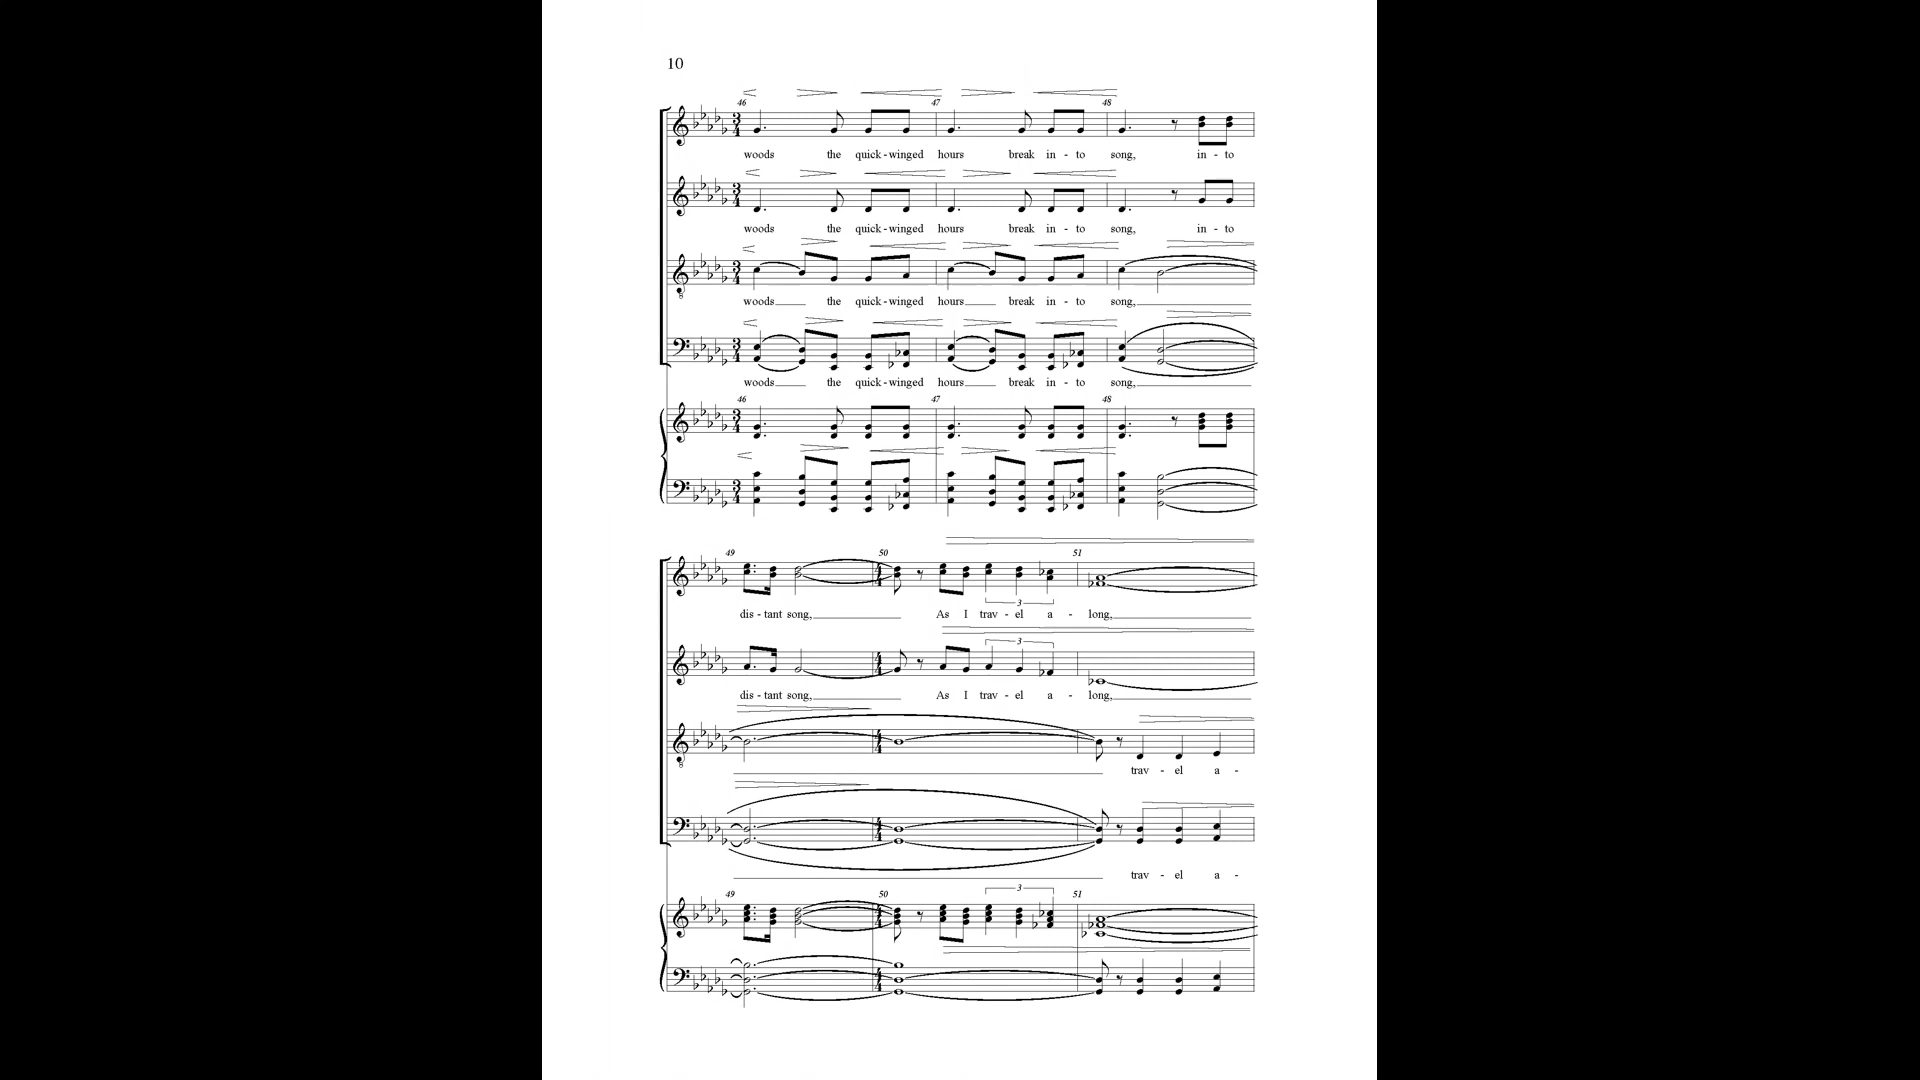 10
46 47 48
woods the quick - winged hours break in - to song, in - to
woods the quick - winged hours break in - to song, in - to
woods the quick - winged hours break in - to song,
woods the quick - winged hours break in - to song,
46 47 48
49 50 51
3
dis - tant song, As I trav - el a - long,
3
dis - tant song, As I trav - el a - long,
trav - el a -
trav - el a -
49 50 3 51